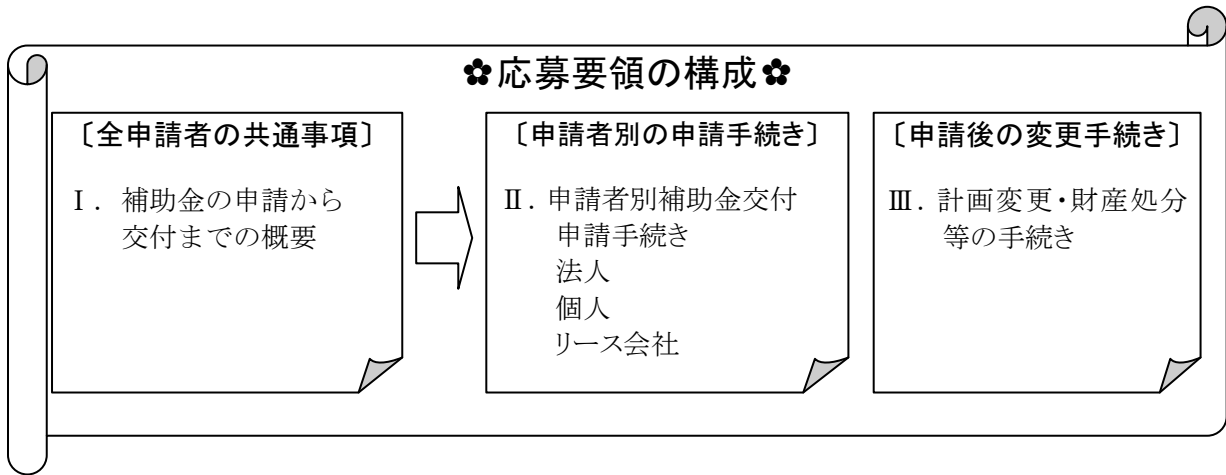 ✿応募要領の構成✿
〔全申請者の共通事項〕
Ⅰ. 補助金の申請から
交付までの概要
〔申請者別の申請手続き〕
Ⅱ. 申請者別補助金交付
申請手続き
法人
個人
リース会社
〔申請後の変更手続き〕
Ⅲ. 計画変更・財産処分
等の手続き